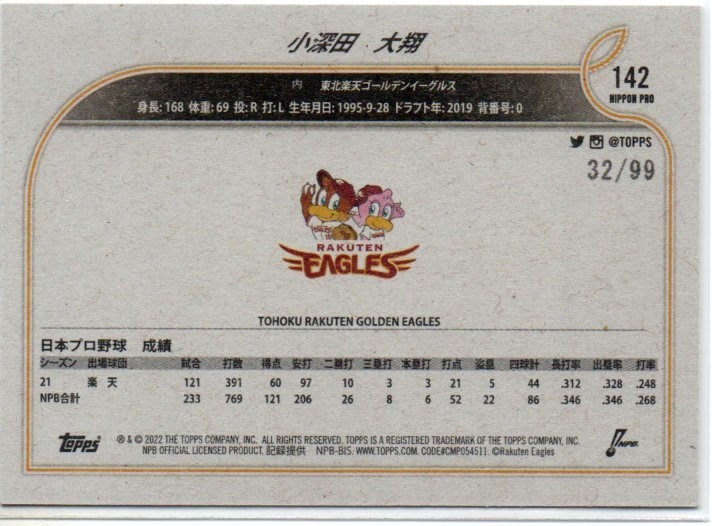 小深田 大翔
142
NIPPON PRO
内 東北楽天ゴールデンイーグルス
身長: 168 体重: 69 投: R 打: L 生年月日: 1995-9-28 ドラフト年: 2019 背番号: 0
@TOPPS
32/99
RAKUTEN
EAGLES
TOHOKU RAKUTEN GOLDEN EAGLES
日本プロ野球 成績
シーズン 出場球団 試合 打数 得点 安打 二塁打 三塁打 本塁打 打点 盗塁 四球計 長打率 出塁率 打率
21 楽 天 121 391 60 97 10 3 3 21 5 44 .312 .328 .248
NPB合計 233 769 121 206 26 8 6 52 22 86 .346 .346 .268
Topps
® & © 2022 THE TOPPS COMPANY, INC. ALL RIGHTS RESERVED. TOPPS IS A REGISTERED TRADEMARK OF THE TOPPS COMPANY, INC.
NPB OFFICIAL LICENSED PRODUCT. 記録提供 NPB-BIS. WWW.TOPPS.COM. CODE#CMP054511. ©Rakuten Eagles
NPB